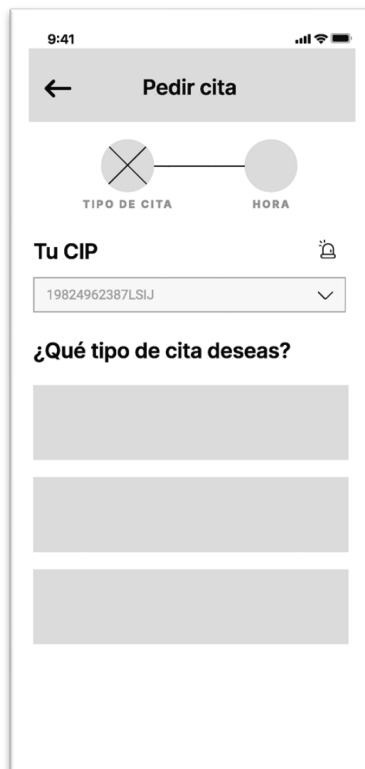 9:41
Pedir cita
TIPO DE CITA HORA
Tu CIP
19824962387LSIJ
¿Qué tipo de cita deseas?